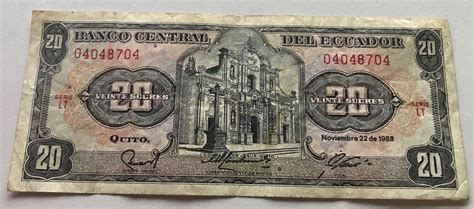 20 BANCO CENTRAL DEL ECUADOR 20
04048704 04048704
20 20
SERIE LT VEINTE SUCRES VEINTE SUCRES SERIE LT
QUITO, Noviembre 22 de 1988
20 20